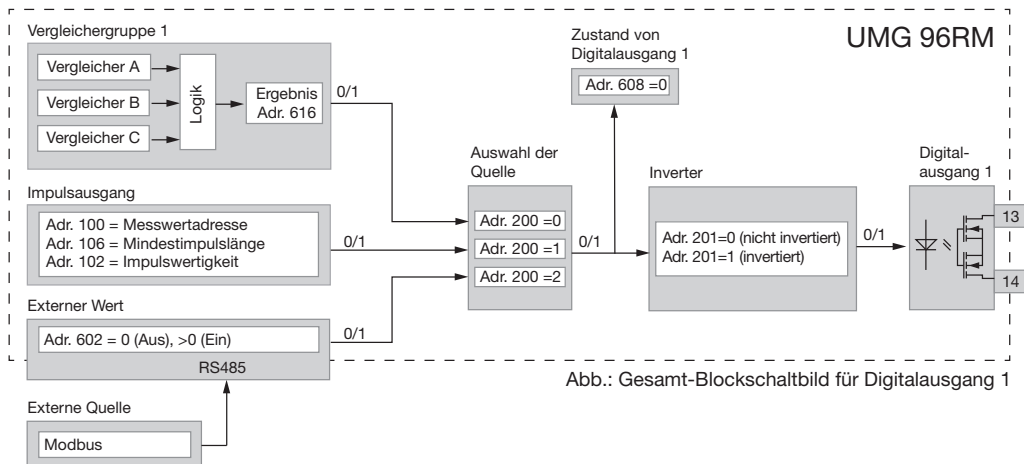 UMG 96RM
Vergleichergruppe 1
Vergleicher A
Vergleicher B
Vergleicher C
Logik
Ergebnis
Adr. 616
0/1
Impulsausgang
Adr. 100 = Messwertadresse
Adr. 106 = Mindestimpulslänge
Adr. 102 = Impulswertigkeit
0/1
Externer Wert
Adr. 602 = 0 (Aus), >0 (Ein)
0/1
RS485
Externe Quelle
Modbus
Auswahl der
Quelle
Adr. 200 =0
Adr. 200 =1
Adr. 200 =2
0/1
Zustand von
Digitalausgang 1
Adr. 608 =0
Inverter
Adr. 201=0 (nicht invertiert)
Adr. 201=1 (invertiert)
0/1
Digital-
ausgang 1
13
14
Abb.: Gesamt-Blockschaltbild für Digitalausgang 1